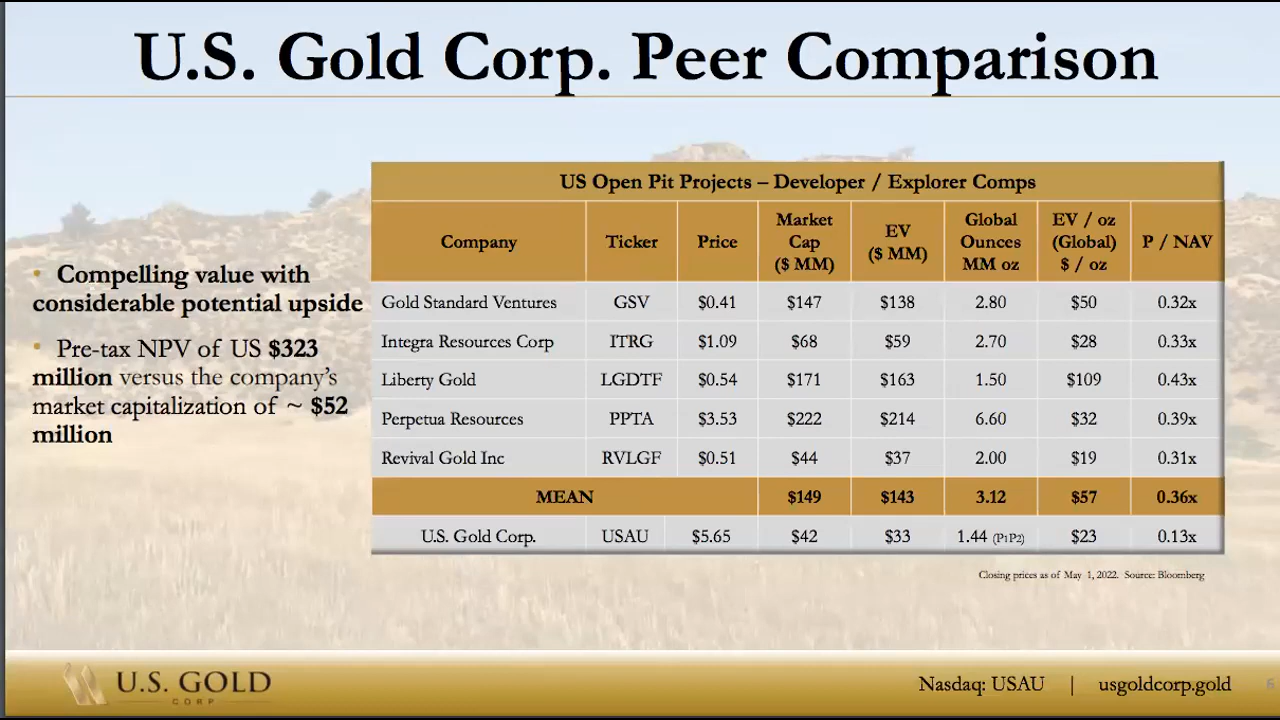 U.S. Gold Corp. Peer Comparison
• Compelling value with
considerable potential upside
• Pre-tax NPV of US $323
million versus the company's
market capitalization of ~ $52
million
US Open Pit Projects – Developer / Explorer Comps
Company Ticker Price Market Cap ($ MM) EV ($ MM) Global Ounces MM oz EV / oz (Global) $ / oz P / NAV
Gold Standard Ventures GSV $0.41 $147 $138 2.80 $50 0.32x
Integra Resources Corp ITRG $1.09 $68 $59 2.70 $28 0.33x
Liberty Gold LGDTF $0.54 $171 $163 1.50 $109 0.43x
Perpetua Resources PPTA $3.53 $222 $214 6.60 $32 0.39x
Revival Gold Inc RVLGF $0.51 $44 $37 2.00 $19 0.31x
MEAN $149 $143 3.12 $57 0.36x
U.S. Gold Corp. USAU $5.65 $42 $33 1.44 (P1P2) $23 0.13x
Closing prices as of May 1, 2022. Source: Bloomberg
U.S. GOLD
CORP
Nasdaq: USAU | usgoldcorp.gold 6